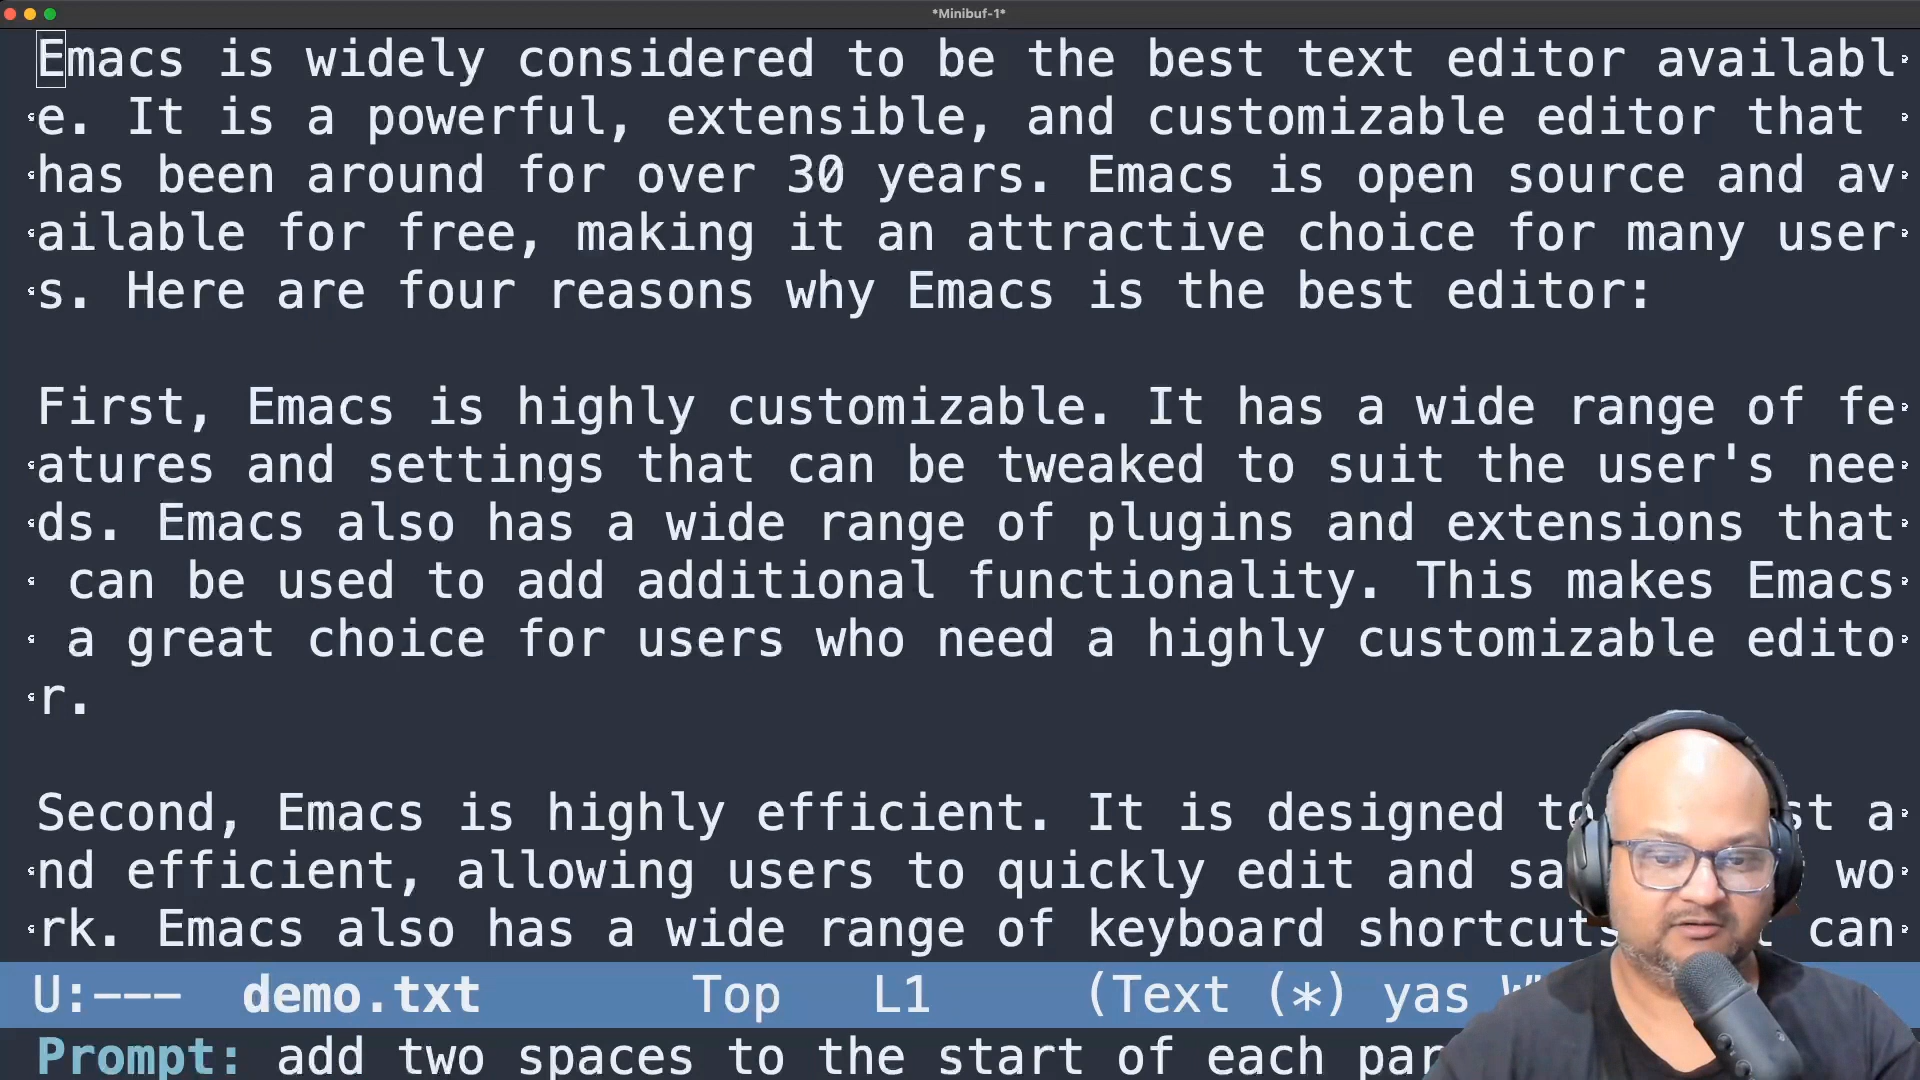 *Minibuf-1*
Emacs is widely considered to be the best text editor availabl
e. It is a powerful, extensible, and customizable editor that
has been around for over 30 years. Emacs is open source and av
ailable for free, making it an attractive choice for many user
s. Here are four reasons why Emacs is the best editor:
First, Emacs is highly customizable. It has a wide range of fe
atures and settings that can be tweaked to suit the user's nee
ds. Emacs also has a wide range of plugins and extensions that
can be used to add additional functionality. This makes Emacs
a great choice for users who need a highly customizable edito
r.
Second, Emacs is highly efficient. It is designed a
nd efficient, allowing users to quickly edit and wo
rk. Emacs also has a wide range of keyboard shortcuts can
U:--- demo.txt Top L1 (Text (*) yas
Prompt: add two spaces to the start of each